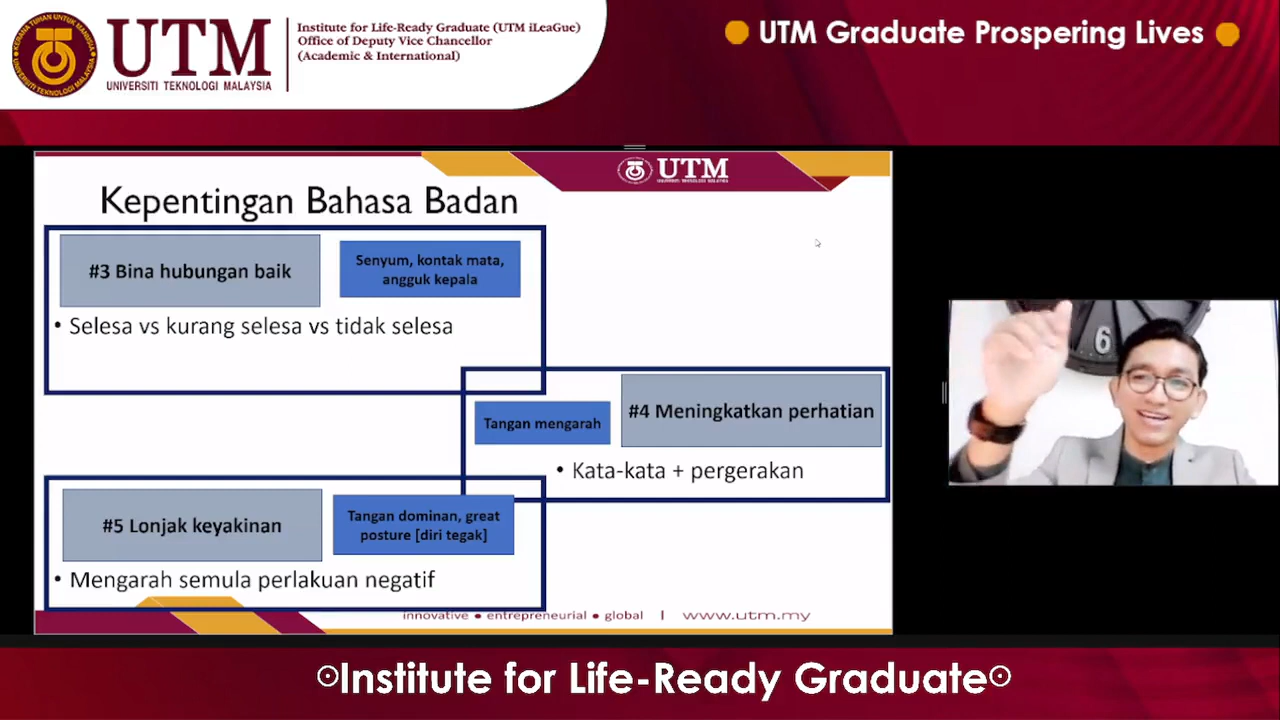 UTM
UNIVERSITI TEKNOLOGI MALAYSIA
Institute for Life-Ready Graduate (UTM iLeaGue)
Office of Deputy Vice Chancellor
(Academic & International)
UTM Graduate Prospering Lives
UTM
Kepentingan Bahasa Badan
#3 Bina hubungan baik
Senyum, kontak mata,
angguk kepala
• Selesa vs kurang selesa vs tidak selesa
Tangan mengarah
#4 Meningkatkan perhatian
• Kata-kata + pergerakan
#5 Lonjak keyakinan
Tangan dominan, great
posture [diri tegak]
• Mengarah semula perlakuan negatif
innovative ● entrepreneurial ● global | www.utm.my
6
Institute for Life-Ready Graduate